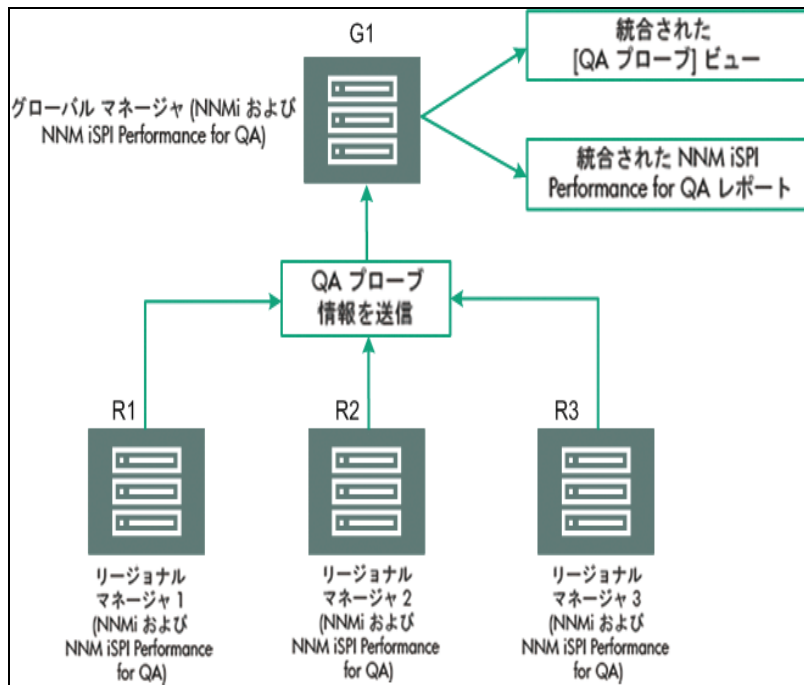 G1
グローバル マネージャ (NNMi および
NNM iSPI Performance for QA)
統合された
[QA プローブ] ビュー
統合された NNM iSPI
Performance for QA レポート
QA プローブ
情報を送信
R1
R2
R3
リージョナル
マネージャ 1
(NNMi および
NNM iSPI Performance
for QA)
リージョナル
マネージャ 2
(NNMi および
NNM iSPI Performance
for QA)
リージョナル
マネージャ 3
(NNMi および
NNM iSPI Performance
for QA)